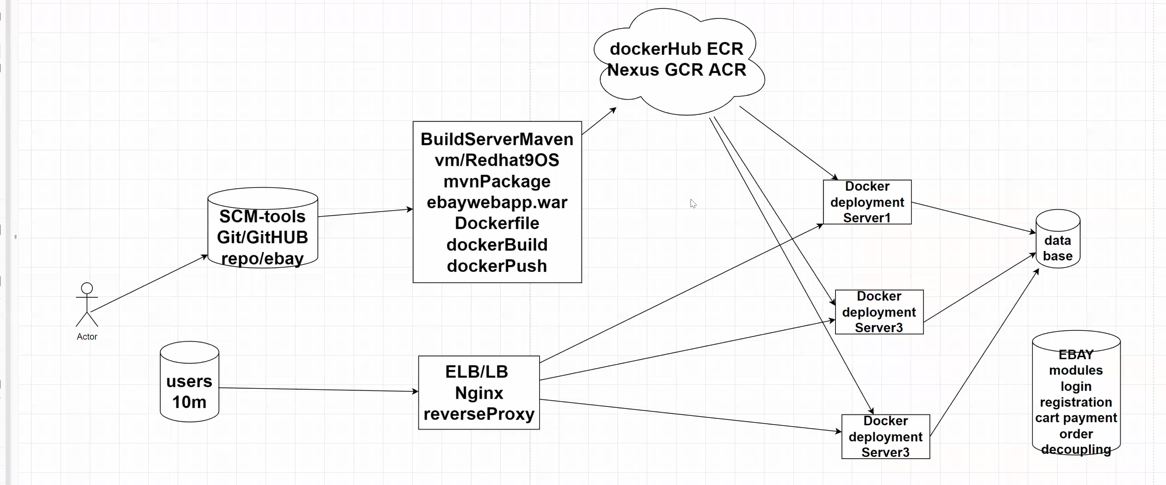 dockerHub ECR
Nexus GCR ACR
BuildServerMaven
vm/Redhat9OS
mvnPackage
ebaywebapp.war
Dockerfile
dockerBuild
dockerPush
SCM-tools
Git/GitHUB
repo/ebay
Actor
users
10m
ELB/LB
Nginx
reverseProxy
Docker
deployment
Server1
Docker
deployment
Server3
Docker
deployment
Server3
data
base
EBAY
modules
login
registration
cart payment
order
decoupling